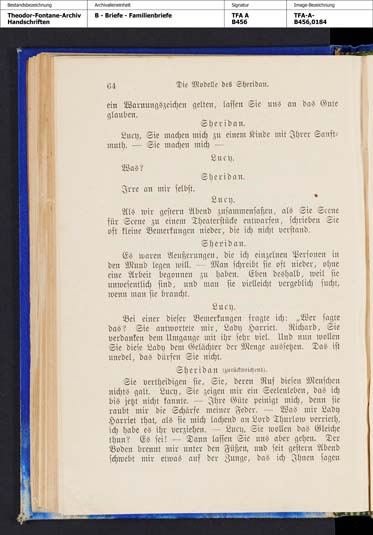 Bestandsbezeichnung
Archivalieneinheit
Signatur
Image-Bezeichnung
Theodor-Fontane-Archiv
Handschriften
B - Briefe - Familienbriefe
TFA A
B456
TFA-A-
B456,0184
64
Die Modelle des Sheridan.
ein Warnungszeichen gelten, lassen Sie uns an das Gute
glauben.
Sheridan.
Lucy, Sie machen mich zu einem Kinde mit Ihrer Sanft-
muth. — Sie machen mich —
Lucy.
Was?
Sheridan.
Irre an mir selbst.
Lucy.
Als wir gestern Abend zusammensaßen, als Sie Scene
für Scene zu einem Theaterstück entwarfen, schrieben Sie
oft kleine Bemerkungen nieder, die ich nicht verstand.
Sheridan.
Es waren Aeußerungen, die ich einzelnen Personen in
den Mund legen will. — Man schreibt sie oft nieder, ohne
eine Arbeit begonnen zu haben. Eben deshalb, weil sie
unwesentlich sind, und man sie vielleicht vergeblich sucht,
wenn man sie braucht.
Lucy.
Bei einer dieser Bemerkungen fragte ich: „Wer sagte
das? Sie antwortete mir, Lady Harriet. Richard, Sie
verdanken dem Umgange mit ihr sehr viel. Und nun wollen
Sie diese Lady dem Gelächter der Menge aussetzen. Das ist
unedel, das dürfen Sie nicht.
Sheridan (zurückweichend).
Sie vertheidigen sie, Sie, deren Ruf diesen Menschen
nichts galt. Lucy, Sie zeigen mir ein Seelenleben, das ich
bis jetzt nicht kannte. — Ihre Güte peinigt mich, denn sie
raubt mir die Schärfe meiner Feder. — Was mir Lady
Harriet that, als sie mich lachend an Lord Thurlow verrieth,
ich habe es ihr verziehen. — Lucy, Sie wollen das Gleiche
thun? Es sei! — Dann lassen Sie uns aber gehen. Der
Boden brennt mir unter den Füßen, und seit gestern Abend
schwebt mir etwas auf der Zunge, das ich Ihnen sagen